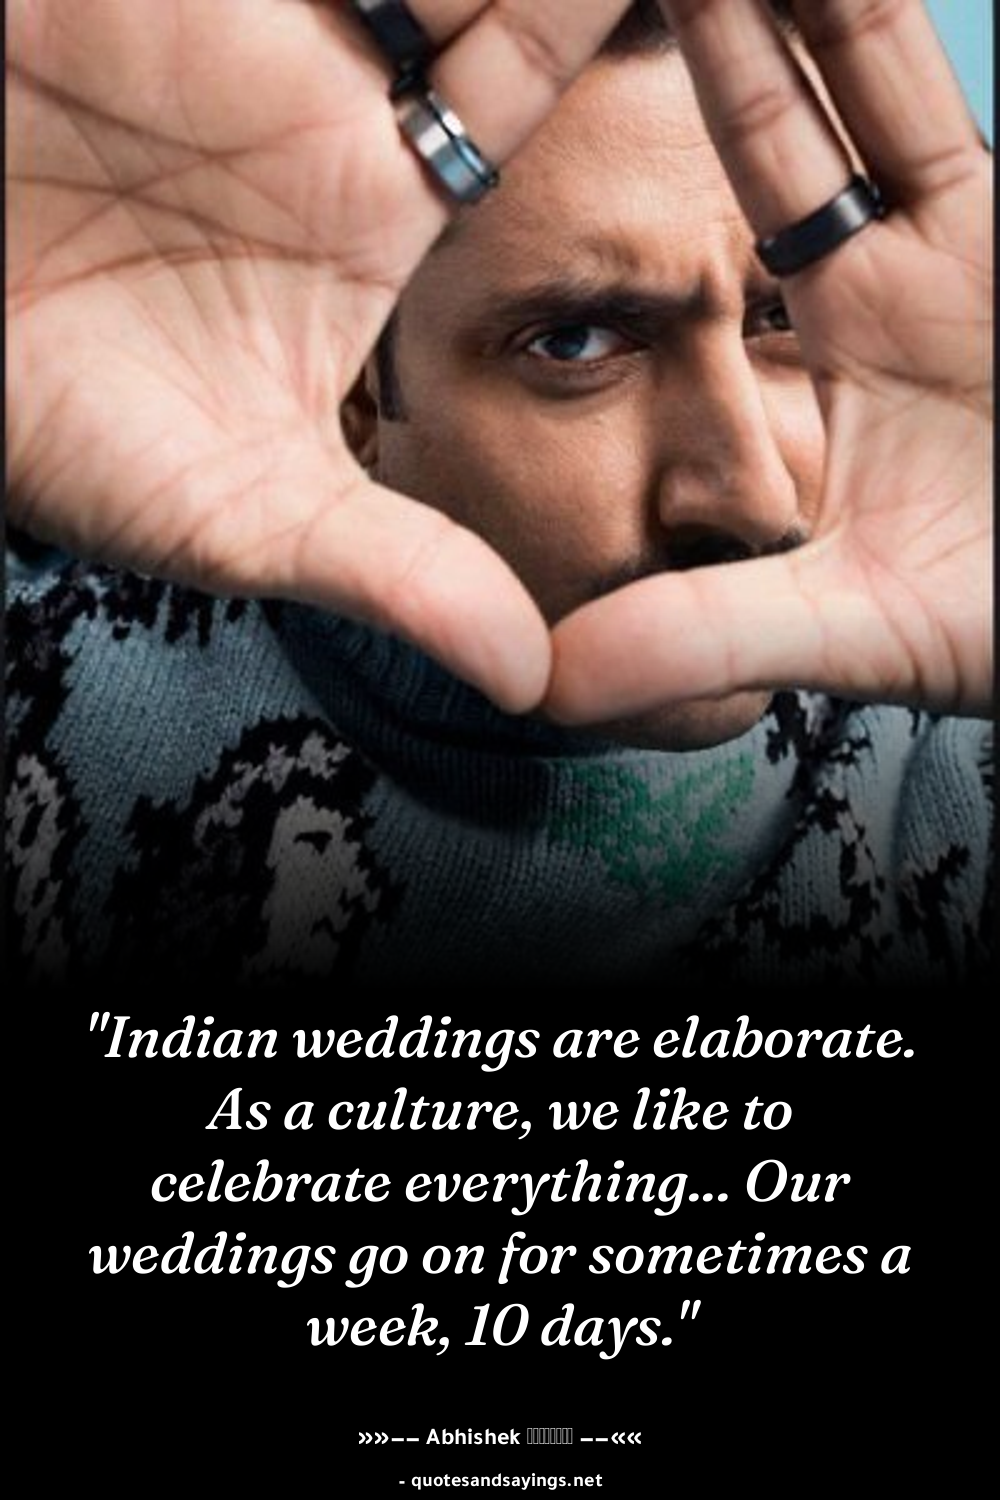 "Indian weddings are elaborate.
As a culture, we like to
celebrate everything... Our
weddings go on for sometimes a
week, 10 days."
»»−− Abhishek −−««
- quotesandsayings.net